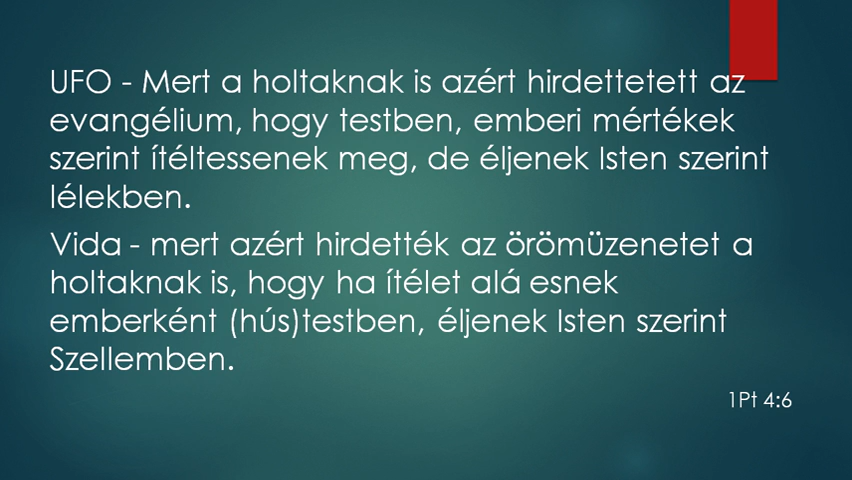 UFO - Mert a holtaknak is azért hirdettetett az
evangélium, hogy testben, emberi mértékek
szerint ítéltessenek meg, de éljenek Isten szerint
lélekben.
Vida - mert azért hirdették az örömüzenetet a
holtaknak is, hogy ha ítélet alá esnek
emberként (hús)testben, éljenek Isten szerint
Szellemben.
1Pt 4:6